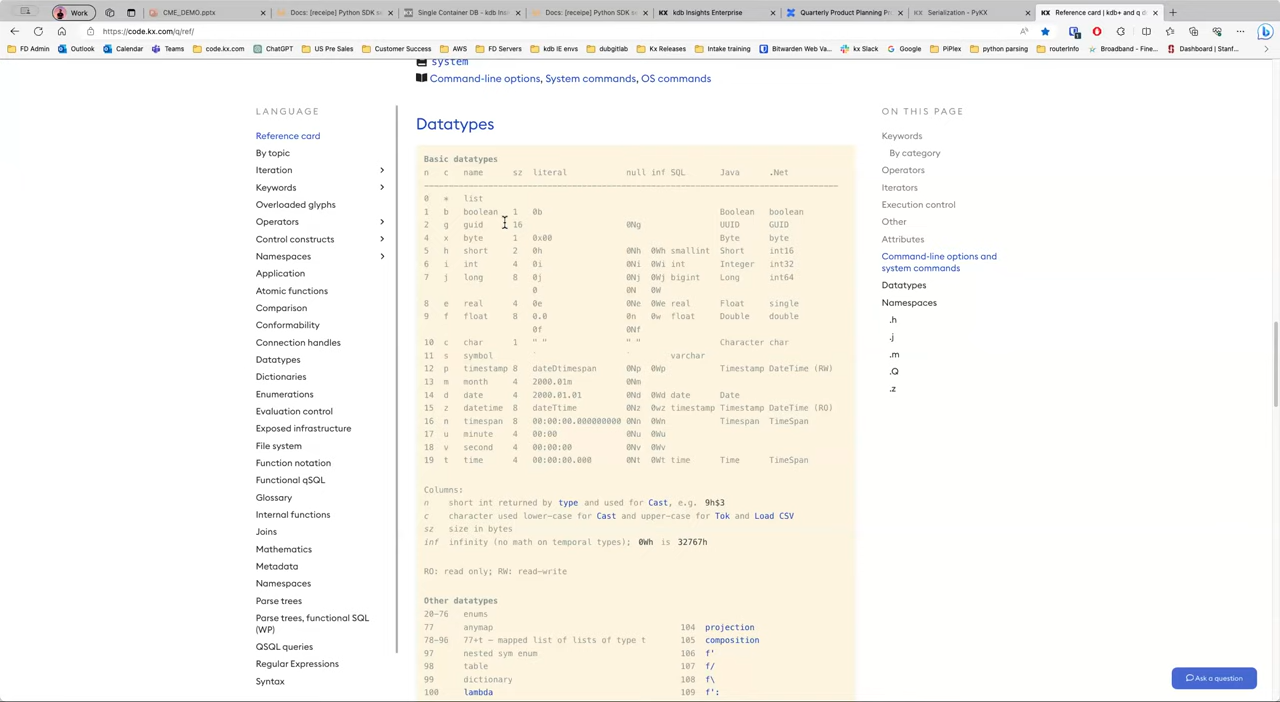 Work
CME_DEMO.pptx
Docs: [receipe] Python SDK s
Single Container DB - kdb Ins
Docs: [receipe] Python SDK s
kdb Insights Enterprise
Quarterly Product Planning Pr
Serialization - PyKX
Reference card | kdb+ and q d
https://code.kx.com/q/ref/
FD Admin
Outlook
Calendar
Teams
code.kx.com
ChatGPT
US Pre Sales
Customer Success
AWS
FD Servers
kdb IE envs
dubgitlab
Kx Releases
Intake training
Bitwarden Web Va...
kx Slack
Google
PiPlex
python parsing
routerInfo
Broadband - Fine...
Dashboard | Stanf...
system
Command-line options, System commands, OS commands
LANGUAGE
Reference card
By topic
Iteration
Keywords
Overloaded glyphs
Operators
Control constructs
Namespaces
Application
Atomic functions
Comparison
Conformability
Connection handles
Datatypes
Dictionaries
Enumerations
Evaluation control
Exposed infrastructure
File system
Function notation
Functional qSQL
Glossary
Internal functions
Joins
Mathematics
Metadata
Namespaces
Parse trees
Parse trees, functional SQL
(WP)
QSQL queries
Regular Expressions
Syntax
Datatypes
Basic datatypes
n c name sz literal null inf SQL Java .Net
0 * list
1 b boolean 1 0b Boolean boolean
2 g guid 16 0Ng UUID GUID
4 x byte 1 0x00 Byte byte
5 h short 2 0h 0Nh 0Wh smallint Short int16
6 i int 4 0i 0Ni 0Wi int Integer int32
7 j long 8 0j 0Nj 0Wj bigint Long int64
0 0N 0W
8 e real 4 0e 0Ne 0We real Float single
9 f float 8 0.0 0n 0w float Double double
0f 0Nf
10 c char 1 " " " " Character char
11 s symbol ` ` varchar
12 p timestamp 8 dateDtimespan 0Np 0Wp Timestamp DateTime (RW)
13 m month 4 2000.01m 0Nm
14 d date 4 2000.01.01 0Nd 0Wd date Date
15 z datetime 8 dateTtime 0Nz 0wz timestamp Timestamp DateTime (RO)
16 n timespan 8 00:00:00.000000000 0Nn 0Wn Timespan TimeSpan
17 u minute 4 00:00 0Nu 0Wu
18 v second 4 00:00:00 0Nv 0Wv
19 t time 4 00:00:00.000 0Nt 0Wt time Time TimeSpan
Columns:
n short int returned by type and used for Cast, e.g. 9h$3
c character used lower-case for Cast and upper-case for Tok and Load CSV
sz size in bytes
inf infinity (no math on temporal types); 0Wh is 32767h
RO: read only; RW: read-write
Other datatypes
20-76 enums
77 anymap 104 projection
78-96 77+t – mapped list of lists of type t 105 composition
97 nested sym enum 106 f'
98 table 107 f/
99 dictionary 108 f\
100 lambda 109 f':
ON THIS PAGE
Keywords
By category
Operators
Iterators
Execution control
Other
Attributes
Command-line options and
system commands
Datatypes
Namespaces
.h
.j
.m
.Q
.z
Ask a question